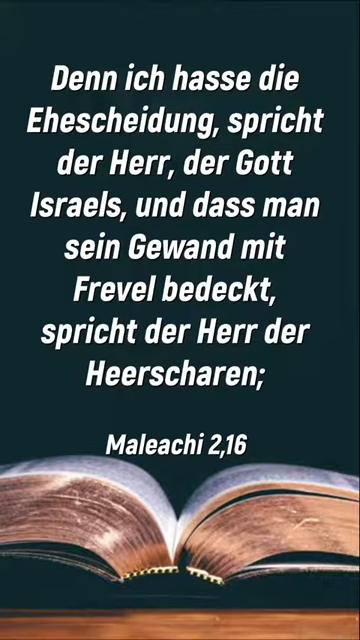 Denn ich hasse die
Ehescheidung, spricht
der Herr, der Gott
Israels, und dass man
sein Gewand mit
Frevel bedeckt,
spricht der Herr der
Heerscharen;
Maleachi 2,16